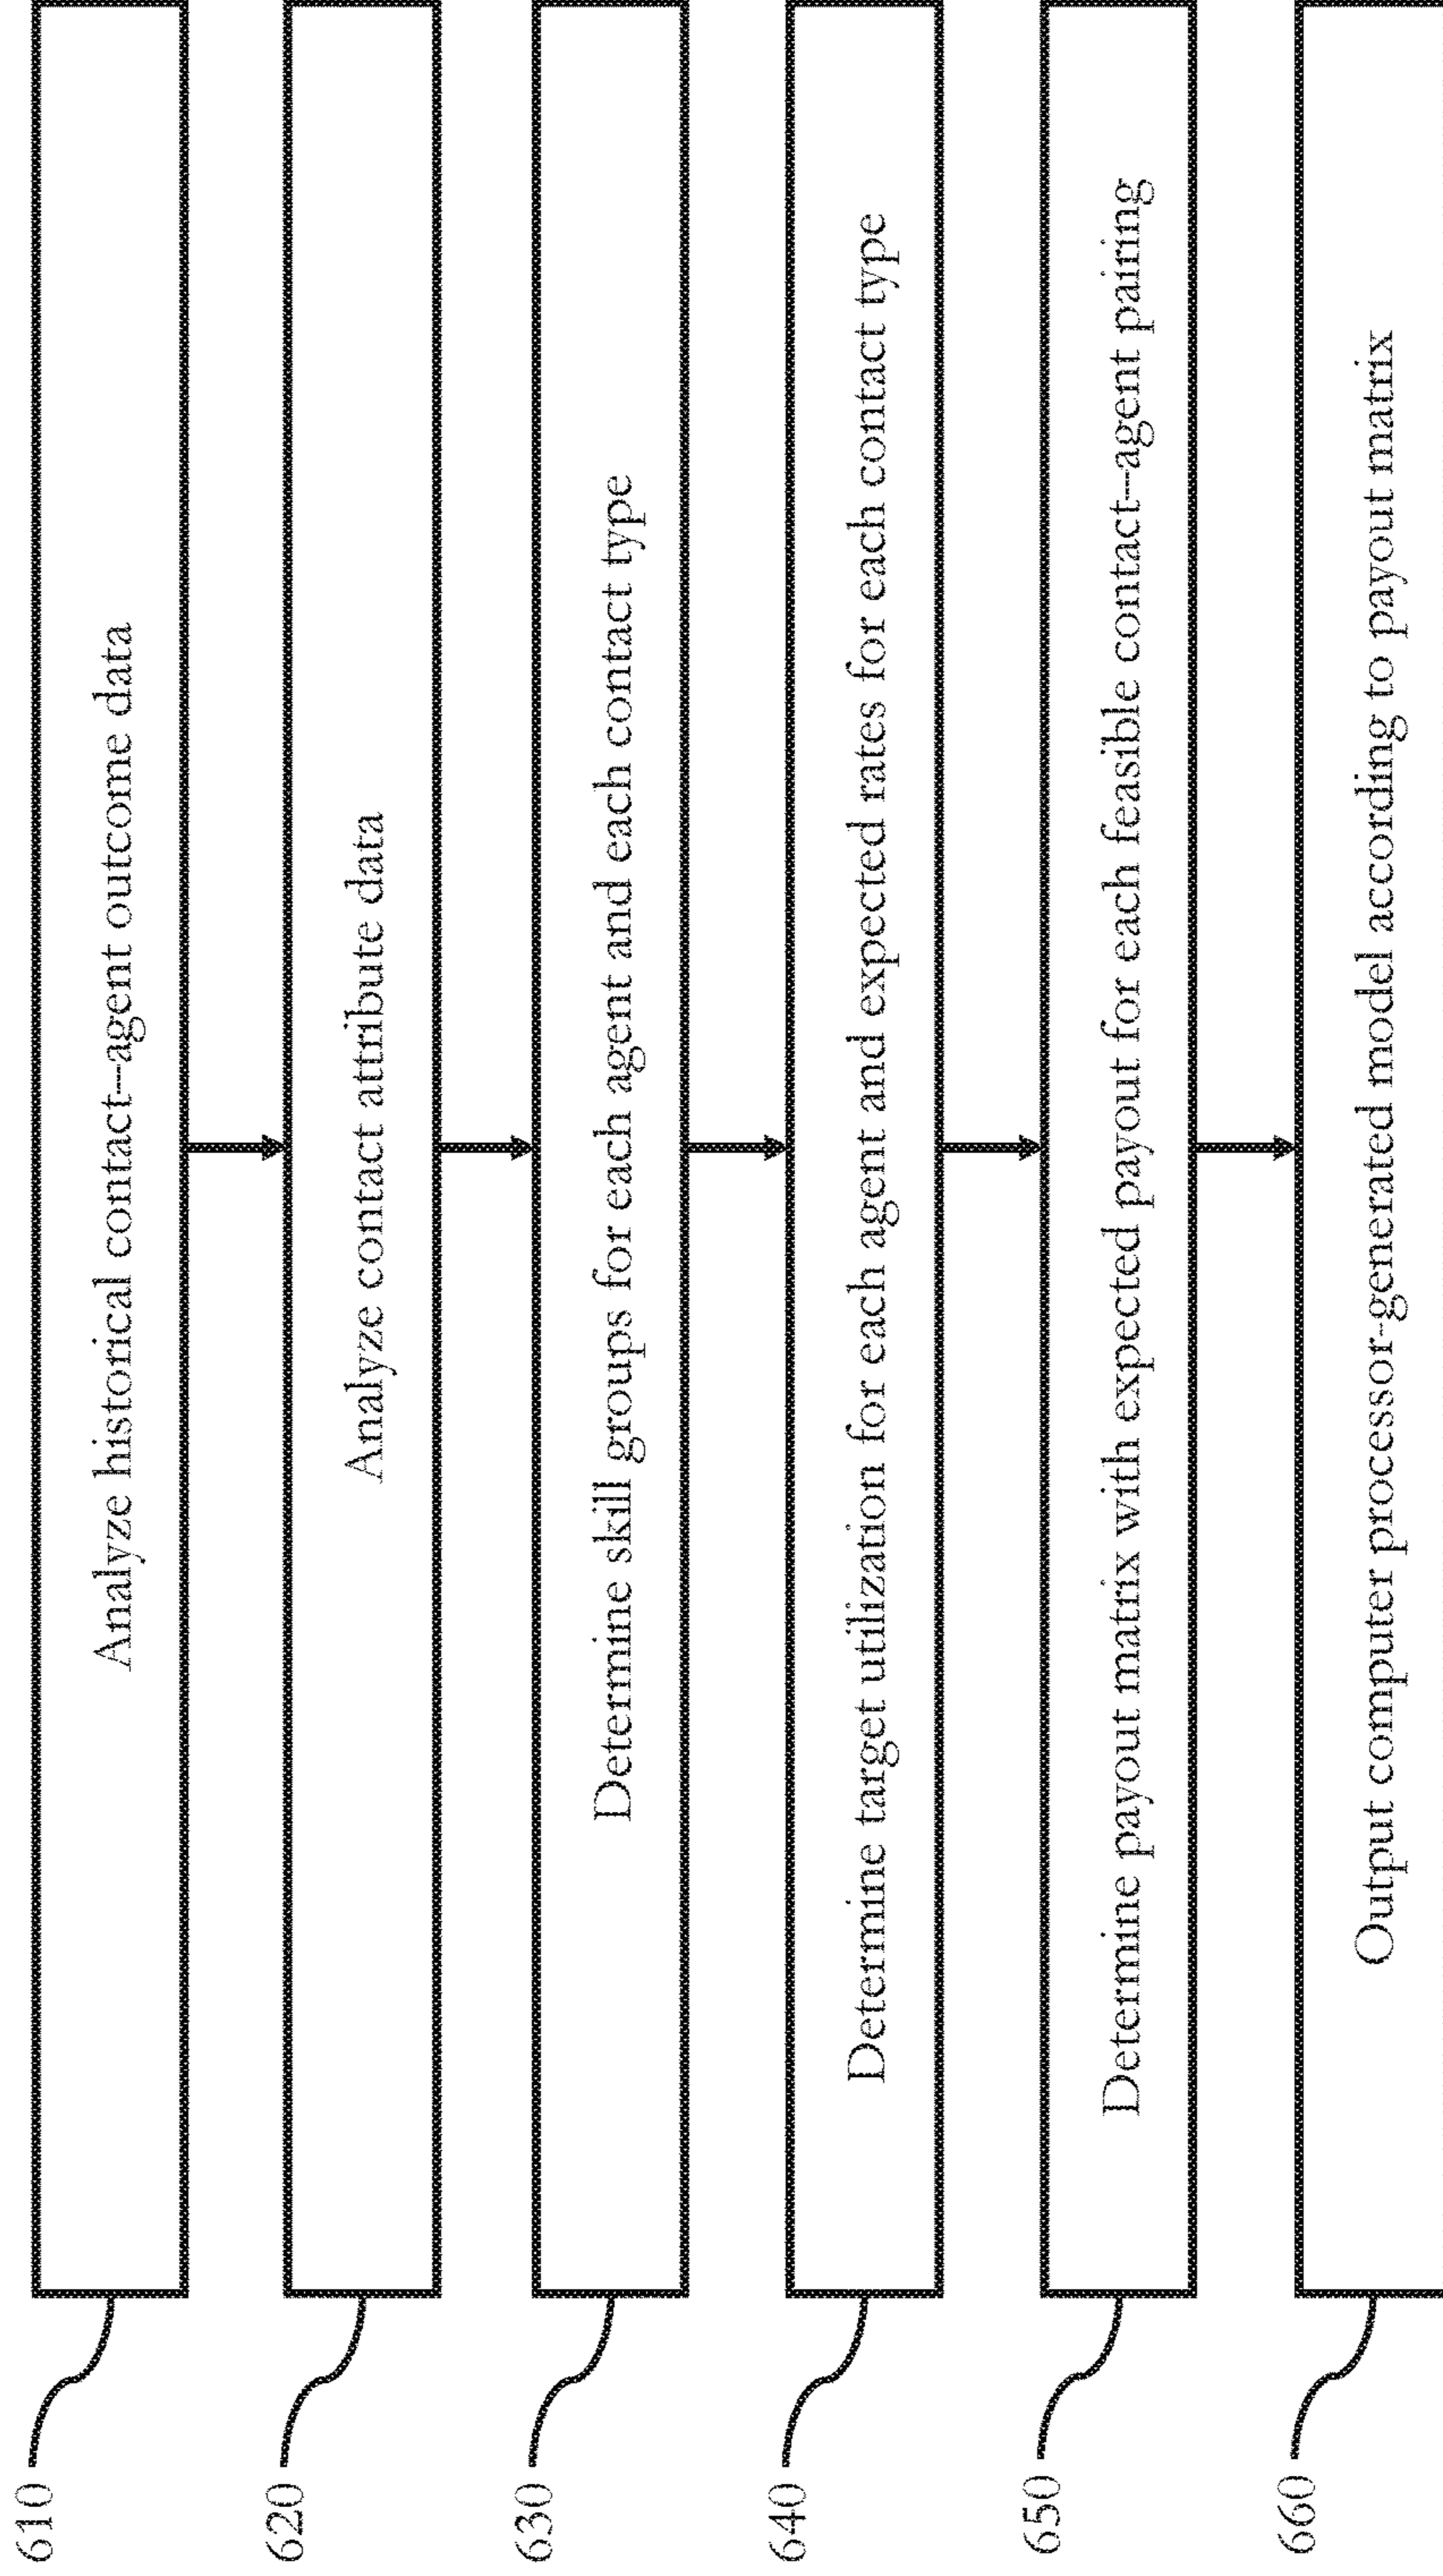 610
Analyze historical contact--agent outcome data
620
Analyze contact attribute data
630
Determine skill groups for each agent and each contact type
640
Determine target utilization for each agent and expected rates for each contact type
650
Determine payout matrix with expected payout for each feasible contact--agent pairing
660
Output computer processor-generated model according to payout matrix